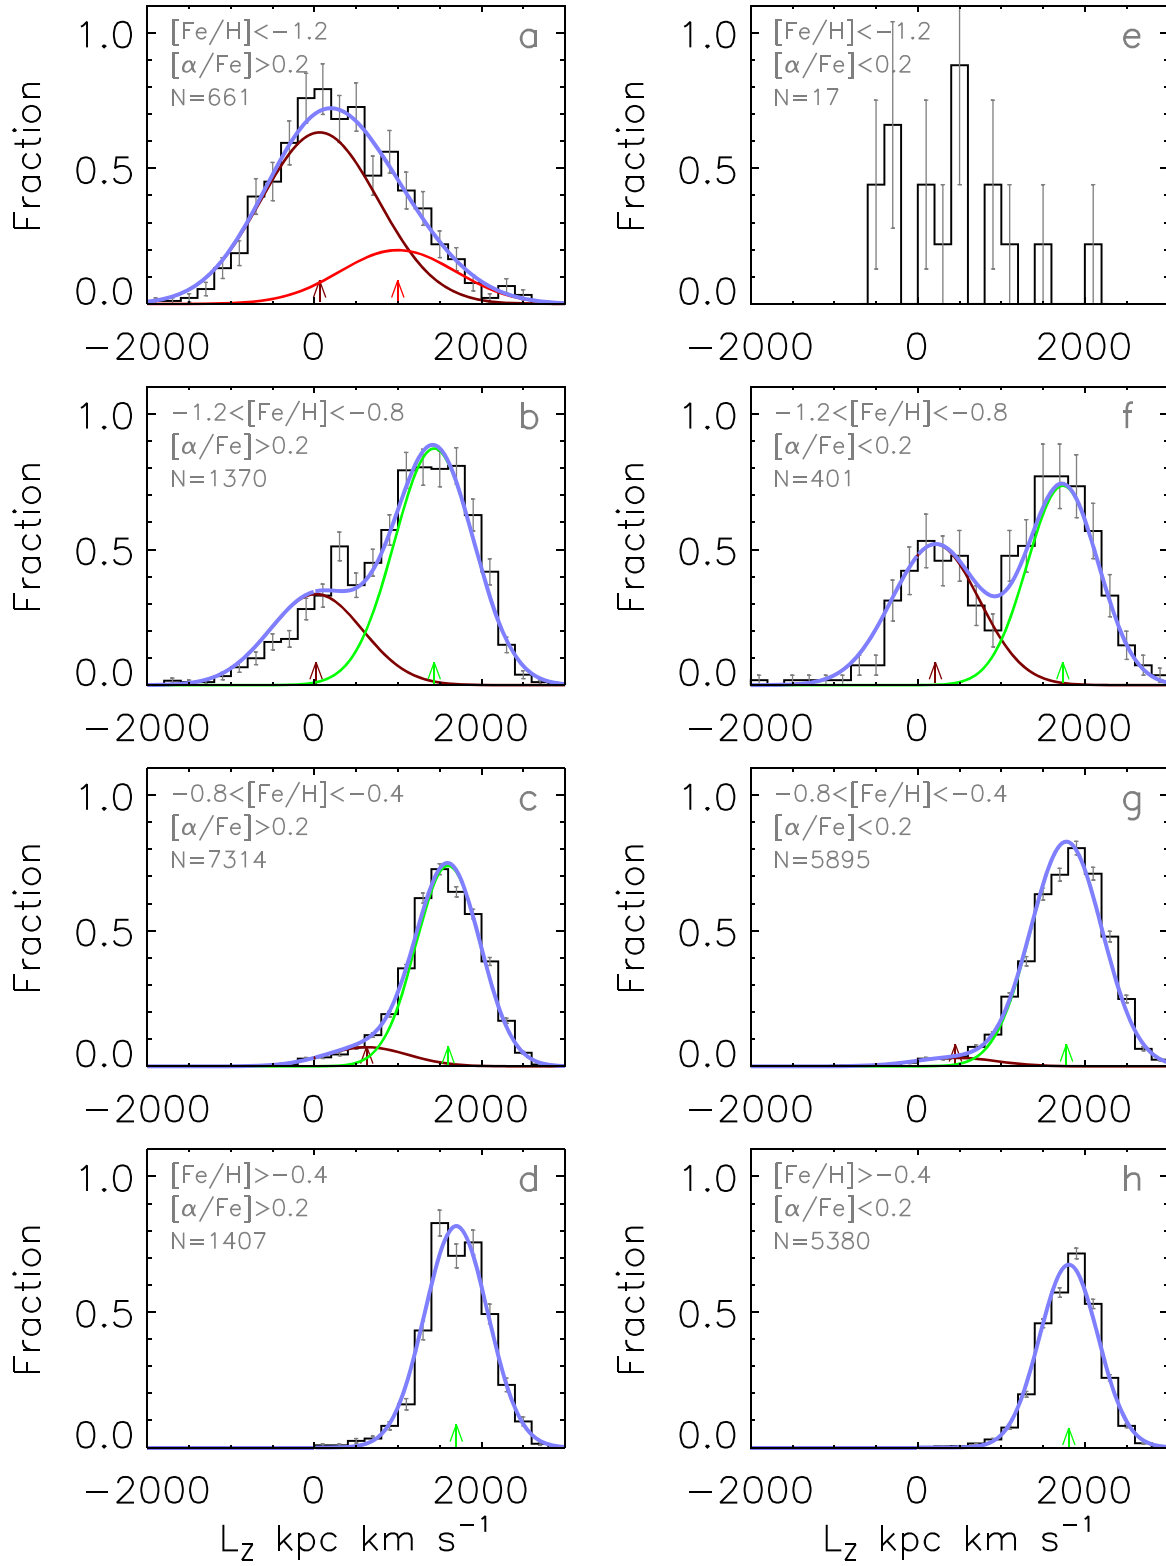 1.0
0.5
0.0
Fraction
[Fe/H]<−1.2
[α/Fe]>0.2
N=661
a
−2000 0 2000
1.0
0.5
0.0
Fraction
[Fe/H]<−1.2
[α/Fe]<0.2
N=17
e
−2000 0 2000
1.0
0.5
0.0
Fraction
−1.2<[Fe/H]<−0.8
[α/Fe]>0.2
N=1370
b
−2000 0 2000
1.0
0.5
0.0
Fraction
−1.2<[Fe/H]<−0.8
[α/Fe]<0.2
N=401
f
−2000 0 2000
1.0
0.5
0.0
Fraction
−0.8<[Fe/H]<−0.4
[α/Fe]>0.2
N=7314
c
−2000 0 2000
1.0
0.5
0.0
Fraction
−0.8<[Fe/H]<−0.4
[α/Fe]<0.2
N=5895
g
−2000 0 2000
1.0
0.5
0.0
Fraction
[Fe/H]>−0.4
[α/Fe]>0.2
N=1407
d
−2000 0 2000
L_Z kpc km s^−1
1.0
0.5
0.0
Fraction
[Fe/H]>−0.4
[α/Fe]<0.2
N=5380
h
−2000 0 2000
L_Z kpc km s^−1